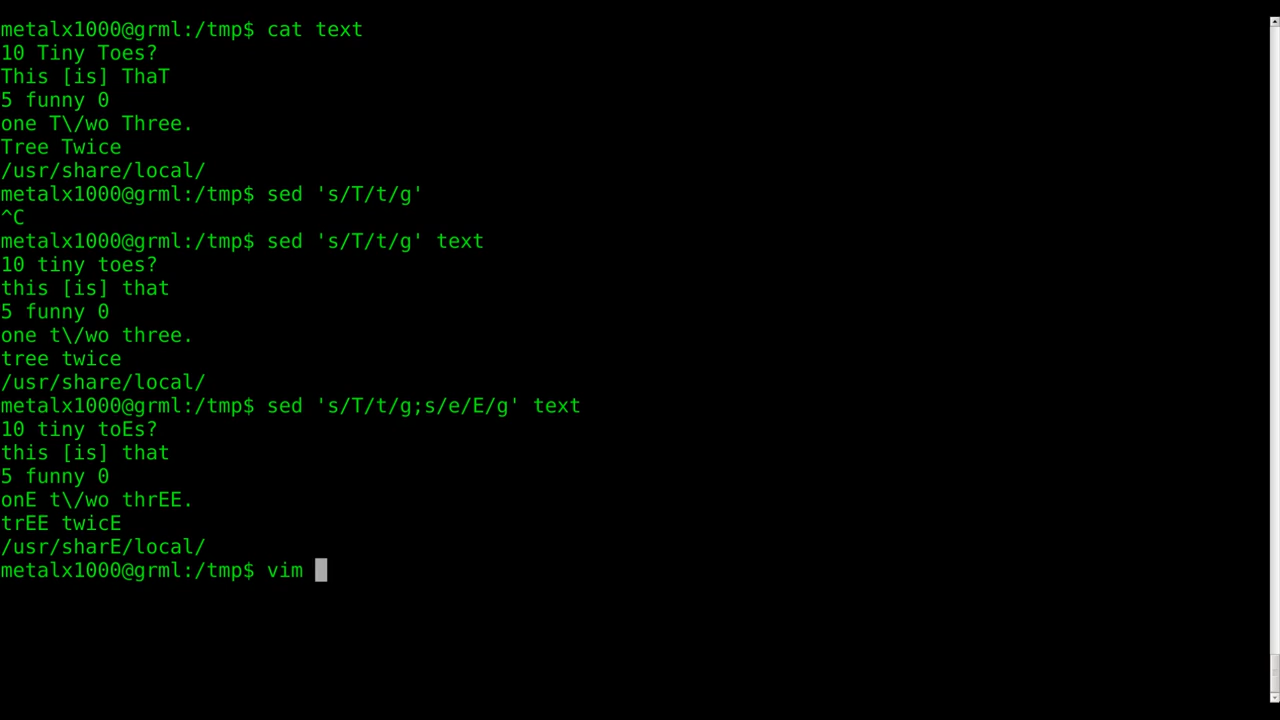 metalx1000@grml:/tmp$ cat text
10 Tiny Toes?
This [is] ThaT
5 funny 0
one T\/wo Three.
Tree Twice
/usr/share/local/
metalx1000@grml:/tmp$ sed 's/T/t/g'
^C
metalx1000@grml:/tmp$ sed 's/T/t/g' text
10 tiny toes?
this [is] that
5 funny 0
one t\/wo three.
tree twice
/usr/share/local/
metalx1000@grml:/tmp$ sed 's/T/t/g;s/e/E/g' text
10 tiny toEs?
this [is] that
5 funny 0
onE t\/wo thrEE.
trEE twicE
/usr/sharE/local/
metalx1000@grml:/tmp$ vim